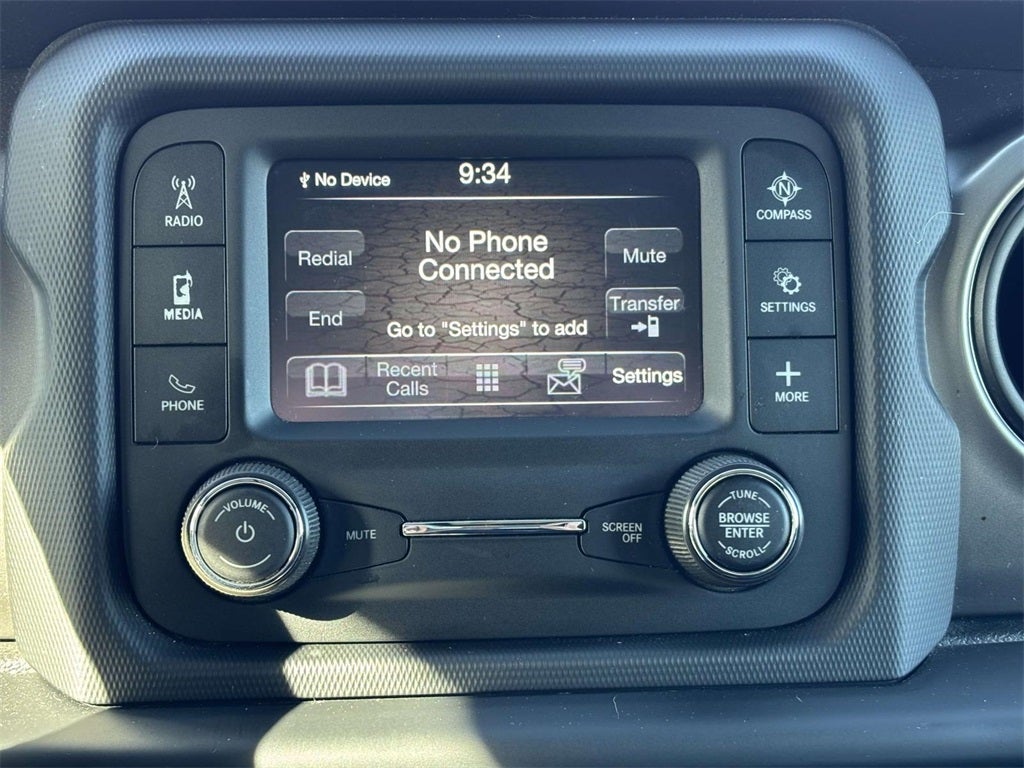 RADIO
MEDIA
PHONE
No Device
9:34
Redial
No Phone
Connected
Mute
End
Transfer
Go to "Settings" to add
Recent
Calls
Settings
N
COMPASS
SETTINGS
MORE
VOLUME
MUTE
SCREEN
OFF
TUNE
BROWSE
ENTER
SCROLL